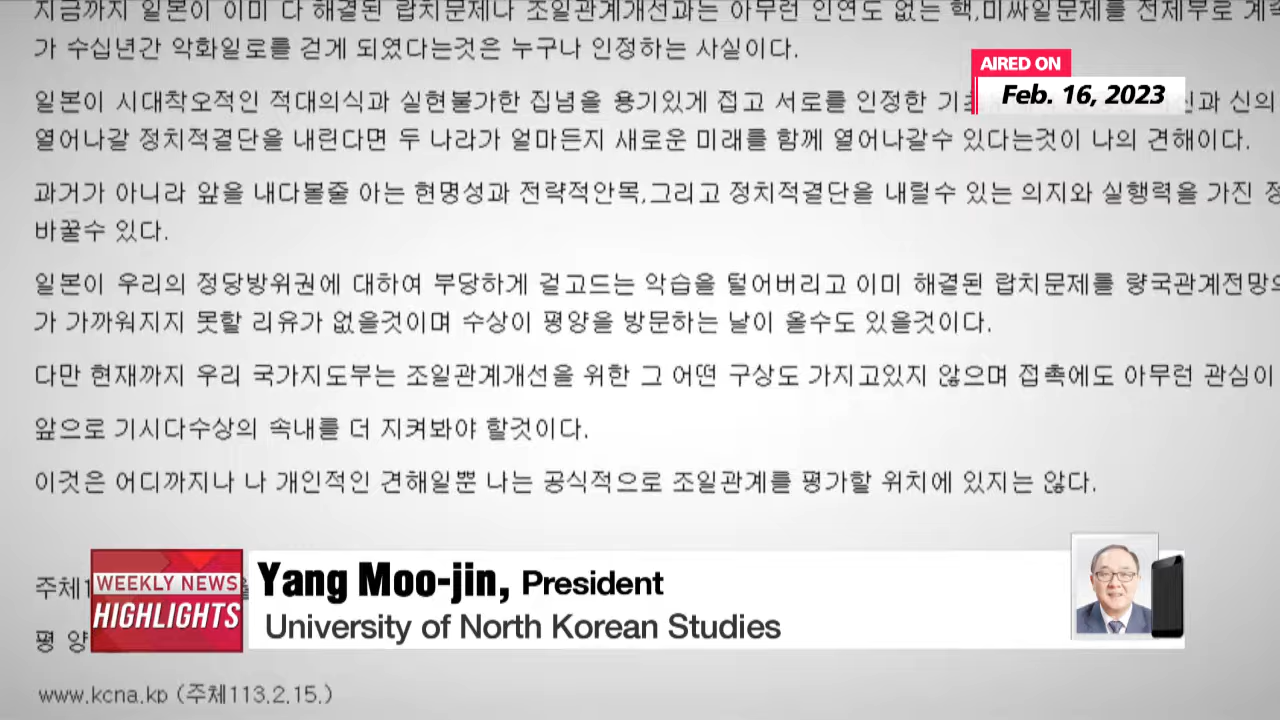 지금까지 일본이 이미 다 해결된 랍치문제나 조일관계개선과는 아무런 인연도 없는 핵,미싸일문제를 전제부로 계속
가 수십년간 악화일로를 걷게 되였다는것은 누구나 인정하는 사실이다.
AIRED ON
Feb. 16, 2023
일본이 시대착오적인 적대의식과 실현불가한 집념을 용기있게 접고 서로를 인정한 신의
열어나갈 정치적결단을 내린다면 두 나라가 얼마든지 새로운 미래를 함께 열어나갈수 있다는것이 나의 견해이다.
과거가 아니라 앞을 내다볼줄 아는 현명성과 전략적안목,그리고 정치적결단을 내릴수 있는 의지와 실행력을 가진
바꿀수 있다.
일본이 우리의 정당방위권에 대하여 부당하게 걸고드는 악습을 털어버리고 이미 해결된 랍치문제를 량국관계전망의
가 가까워지지 못할 리유가 없을것이며 수상이 평양을 방문하는 날이 올수도 있을것이다.
다만 현재까지 우리 국가지도부는 조일관계개선을 위한 그 어떤 구상도 가지고있지 않으며 접촉에도 아무런 관심이
앞으로 기시다수상의 속내를 더 지켜봐야 할것이다.
이것은 어디까지나 나 개인적인 견해일뿐 나는 공식적으로 조일관계를 평가할 위치에 있지는 않다.
주체1
평 양
WEEKLY NEWS
HIGHLIGHTS
Yang Moo-jin, President
University of North Korean Studies
www.kcna.kp (주체113.2.15.)